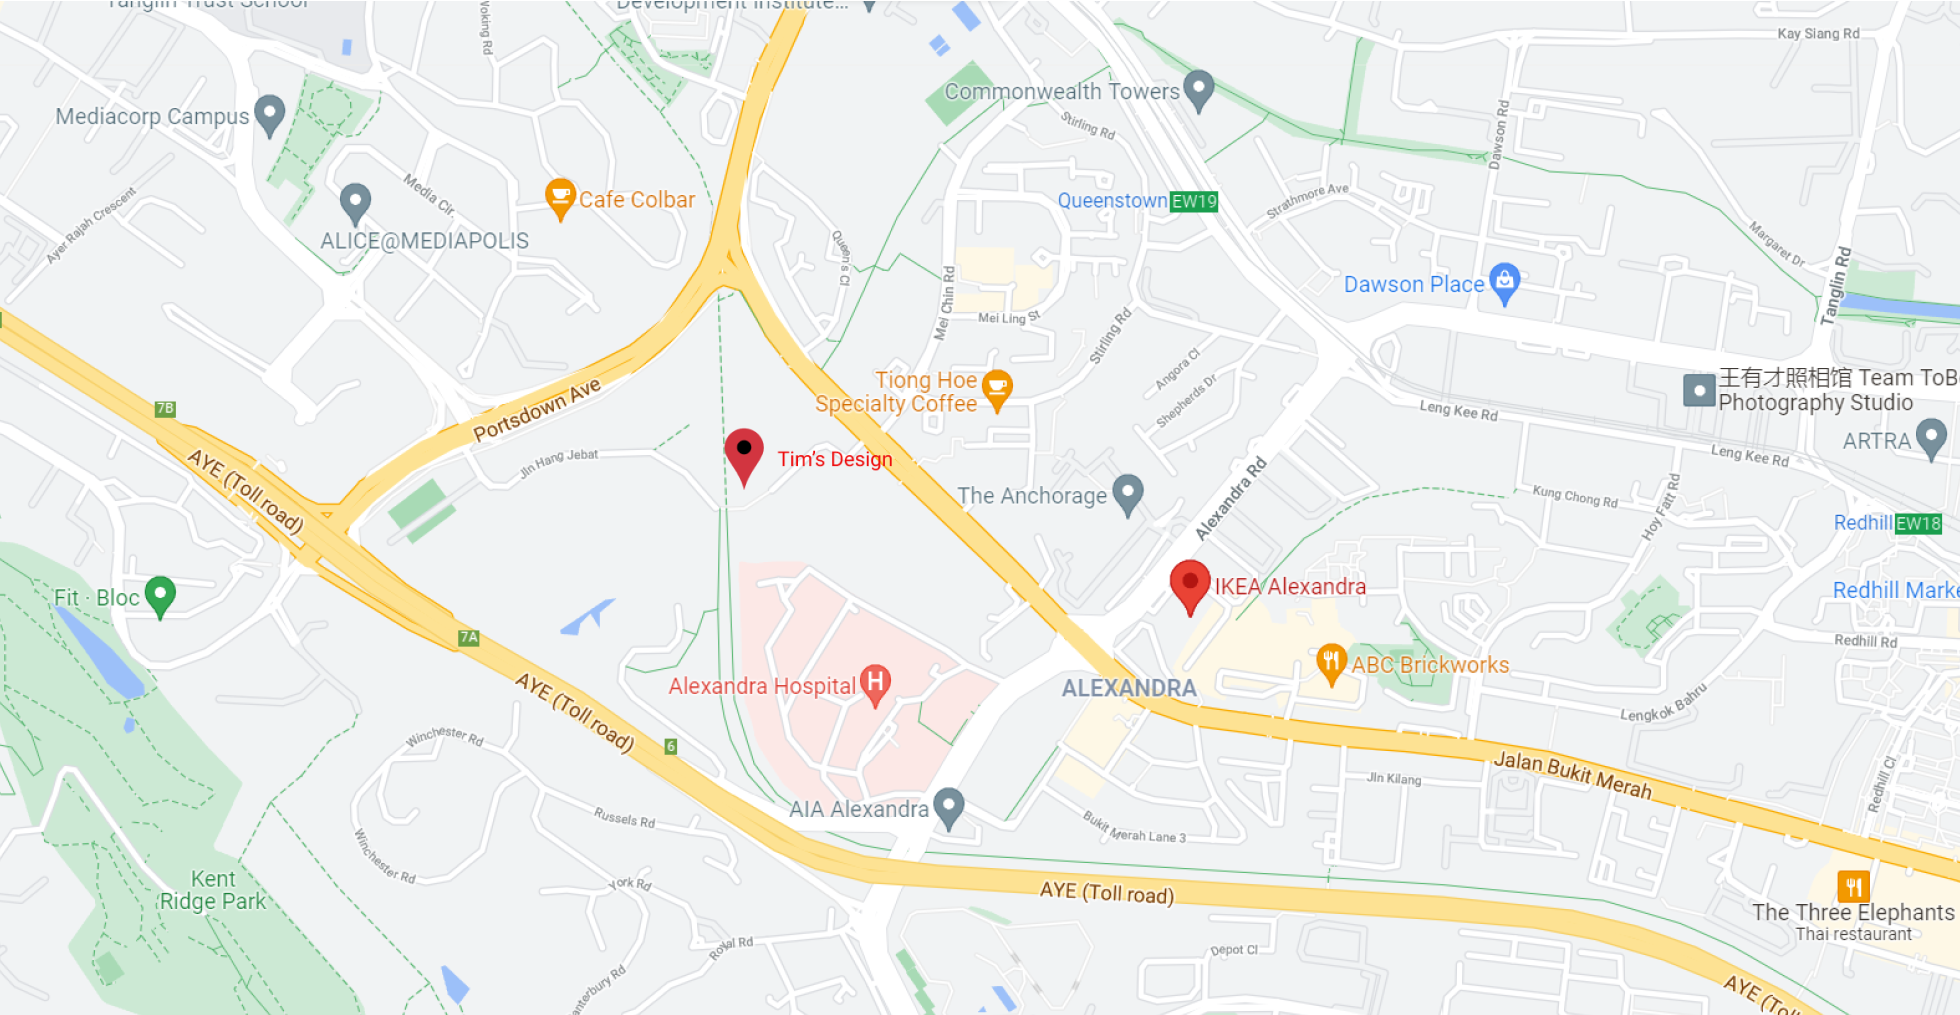 Tanglin Trust School
Woking Rd
Development Institute...
Kay Siang Rd
Mediacorp Campus
Commonwealth Towers
Stirling Rd
Dawson Rd
Media Cir
Cafe Colbar
Queenstown EW19
Strathmore Ave
Ayer Rajah Crescent
ALICE@MEDIAPOLIS
Queen's Cl
Margaret Dr
Tanglin Rd
Dawson Place
Mei Chin Rd
Mei Ling St
Stirling Rd
Angora Cl
Shepherds Dr
Tiong Hoe
Specialty Coffee
王有才照相馆 Team ToB
Photography Studio
Leng Kee Rd
Leng Kee Rd
ARTRA
7B
Portsdown Ave
Jln Hang Jebat
Tim's Design
AYE (Toll road)
The Anchorage
Alexandra Rd
Kung Chong Rd
Hoy Fatt Rd
Redhill EW18
Fit · Bloc
IKEA Alexandra
Redhill Marke
7A
Redhill Rd
ABC Brickworks
Alexandra Hospital
H
ALEXANDRA
Lengkok Bahru
AYE (Toll road)
6
Winchester Rd
Jalan Bukit Merah
Jln Kilang
Redhill Cl
AIA Alexandra
Russels Rd
Bukit Merah Lane 3
Winchester Rd
Kent
Ridge Park
York Rd
AYE (Toll road)
The Three Elephants
Thai restaurant
Royal Rd
Depot Cl
anterbury Rd
AYE (To